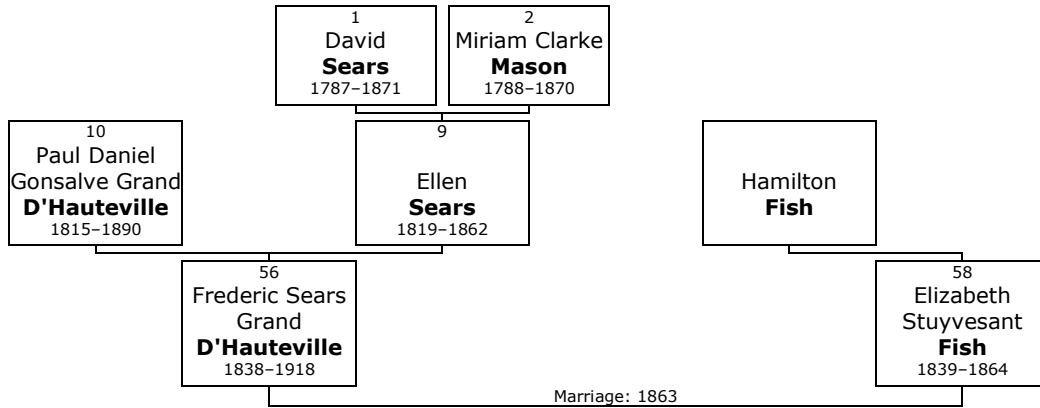 1
David
Sears
1787–1871
2
Miriam Clarke
Mason
1788–1870
10
Paul Daniel
Gonsalve Grand
D'Hauteville
1815–1890
9
Ellen
Sears
1819–1862
Hamilton
Fish
56
Frederic Sears
Grand
D'Hauteville
1838–1918
58
Elizabeth
Stuyvesant
Fish
1839–1864
Marriage: 1863